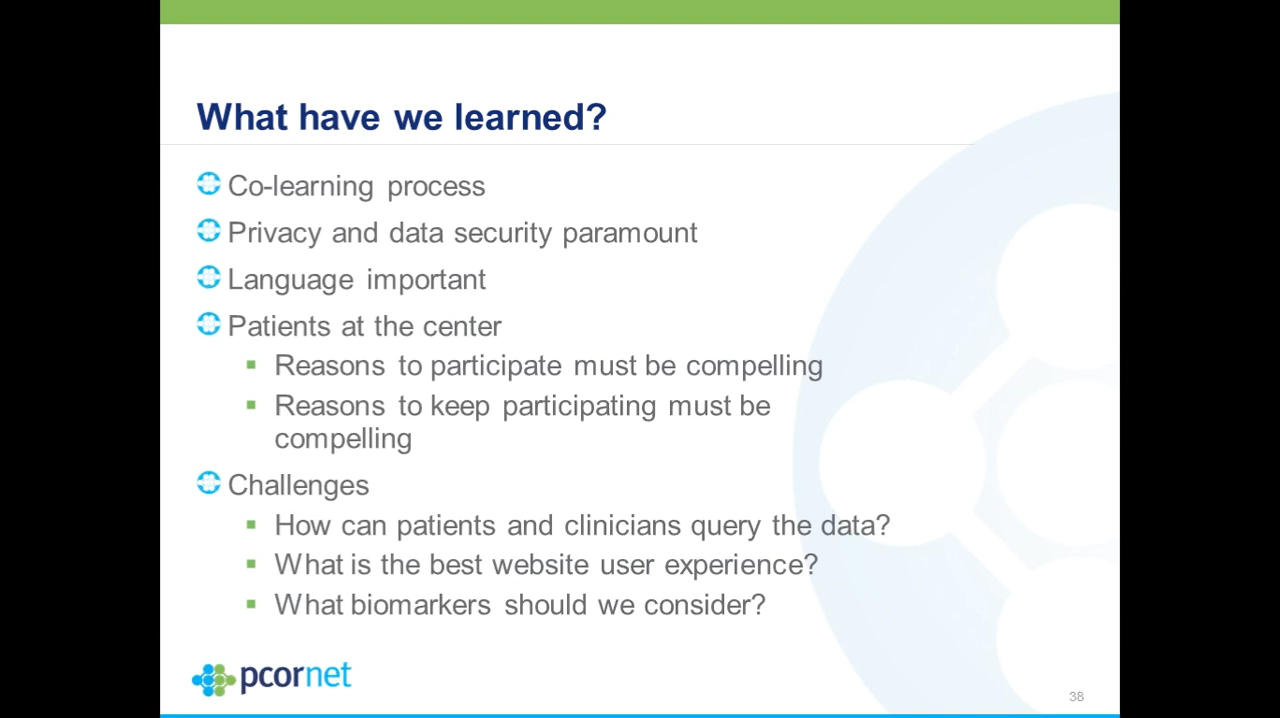 What have we learned?
Co-learning process
Privacy and data security paramount
Language important
Patients at the center
Reasons to participate must be compelling
Reasons to keep participating must be
compelling
Challenges
How can patients and clinicians query the data?
What is the best website user experience?
What biomarkers should we consider?
pcornet
38